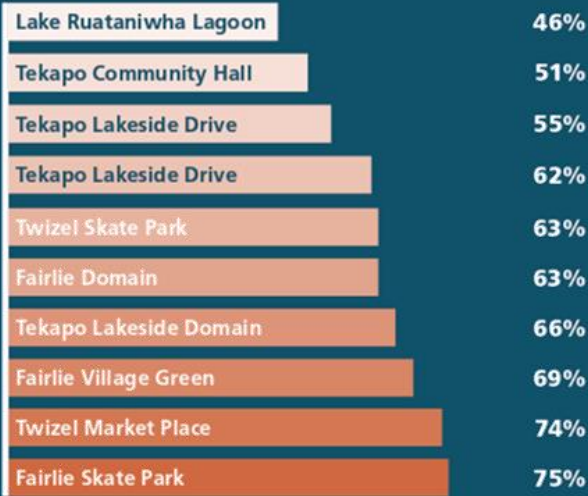 Lake Ruataniwha Lagoon 46%
Tekapo Community Hall 51%
Tekapo Lakeside Drive 55%
Tekapo Lakeside Drive 62%
Twizel Skate Park 63%
Fairlie Domain 63%
Tekapo Lakeside Domain 66%
Fairlie Village Green 69%
Twizel Market Place 74%
Fairlie Skate Park 75%